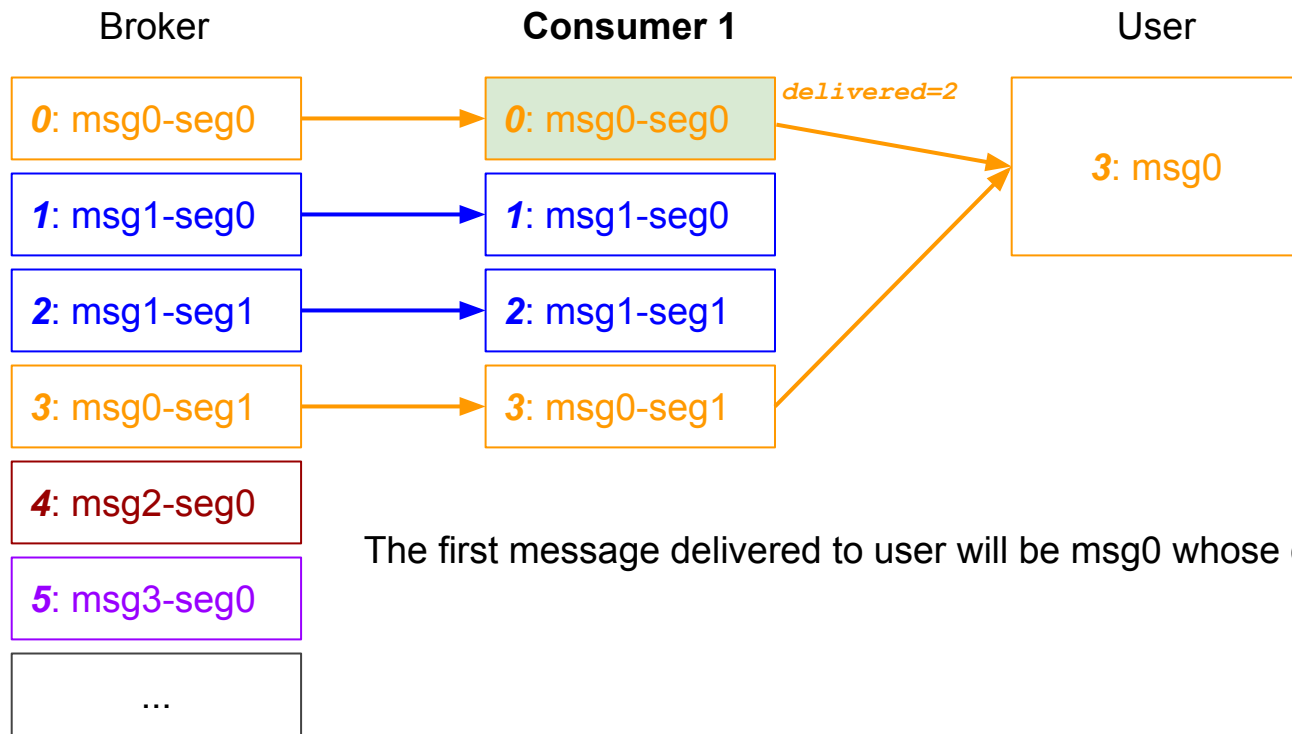 Broker
Consumer 1
User
0: msg0-seg0
0: msg0-seg0
delivered=2
3: msg0
1: msg1-seg0
1: msg1-seg0
2: msg1-seg1
2: msg1-seg1
3: msg0-seg1
3: msg0-seg1
4: msg2-seg0
The first message delivered to user will be msg0 whose
5: msg3-seg0
...